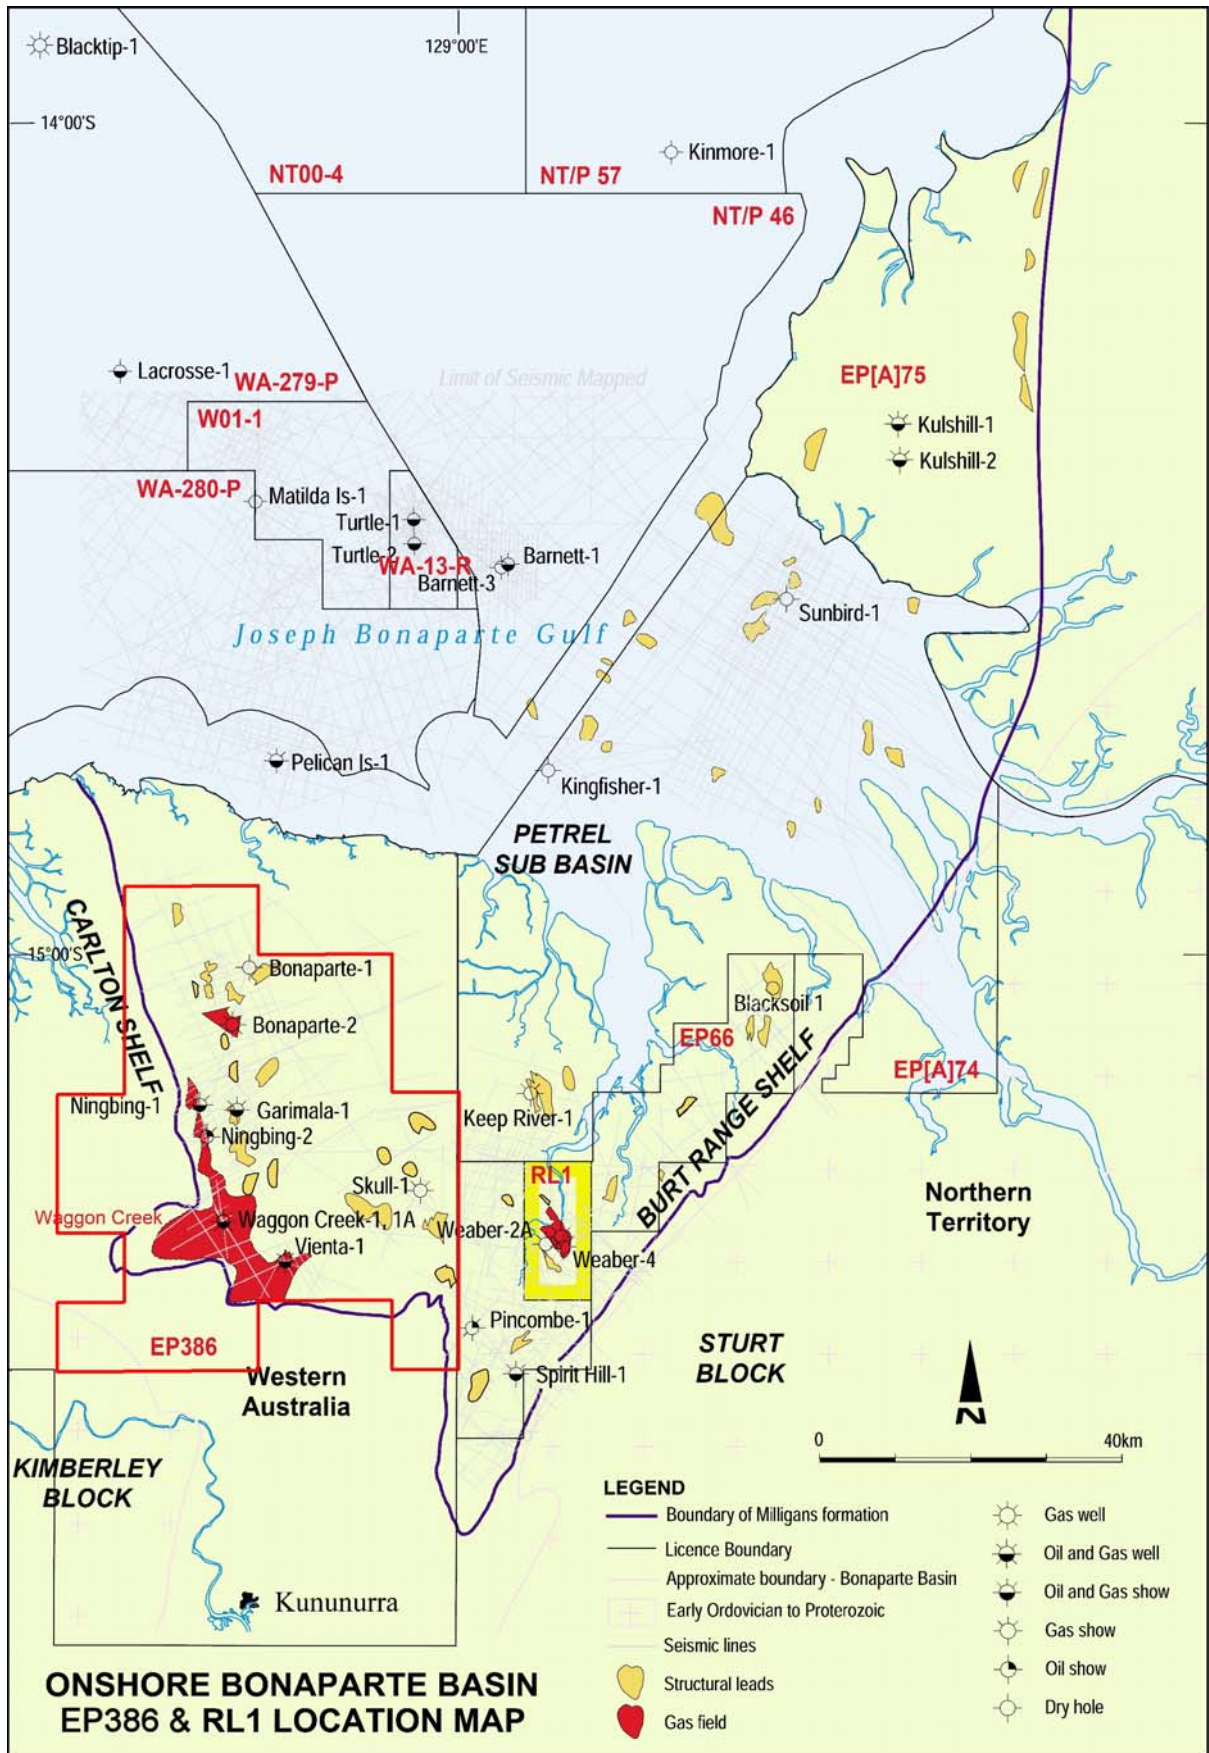 Blacktip-1
129°00'E
14°00'S
Kinmore-1
NT00-4
NT/P 57
NT/P 46
Lacrosse-1
WA-279-P
Limit of Seismic Mapped
EP[A]75
W01-1
Kulshill-1
Kulshill-2
WA-280-P
Matilda Is-1
Turtle-1
Turtle-2
WA-13-R
Barnett-1
Barnett-3
Sunbird-1
Joseph Bonaparte Gulf
Pelican Is-1
Kingfisher-1
PETREL
SUB BASIN
CARLTON SHELF
15°00'S
Bonaparte-1
Blacksoil 1
Bonaparte-2
EP66
EP[A]74
Ningbing-1
Garimala-1
Keep River-1
Ningbing-2
BURT RANGE SHELF
RL1
Skull-1
Northern
Territory
Waggon Creek
Waggon Creek-1, 1A
Weaber-2A
Vienta-1
Weaber-4
Pincombe-1
EP386
STURT
BLOCK
Western
Australia
Spirit Hill-1
N
0
40km
KIMBERLEY
BLOCK
Kununurra
LEGEND
Boundary of Milligans formation
Licence Boundary
Approximate boundary - Bonaparte Basin
Early Ordovician to Proterozoic
Seismic lines
Structural leads
Gas field
Gas well
Oil and Gas well
Oil and Gas show
Gas show
Oil show
Dry hole
ONSHORE BONAPARTE BASIN
EP386 & RL1 LOCATION MAP